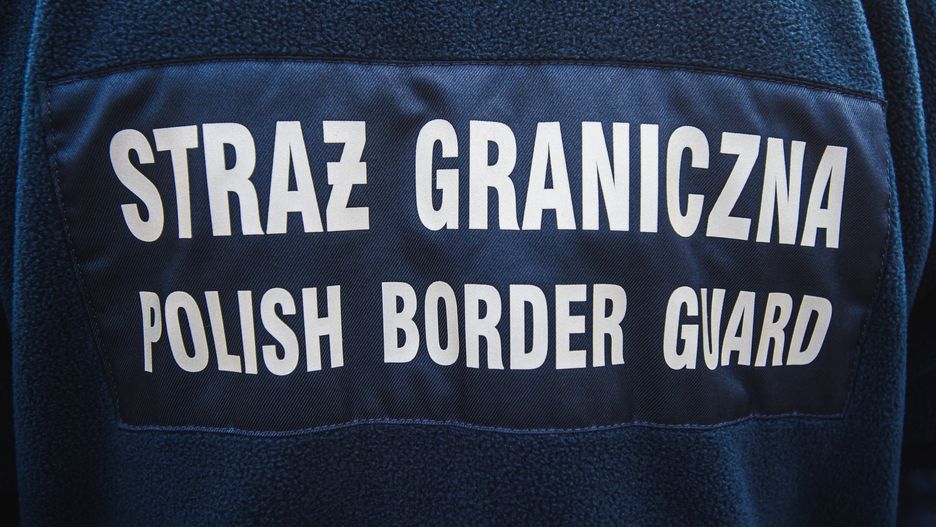 STRAŻ GRANICZNA
POLISH BORDER GUARD